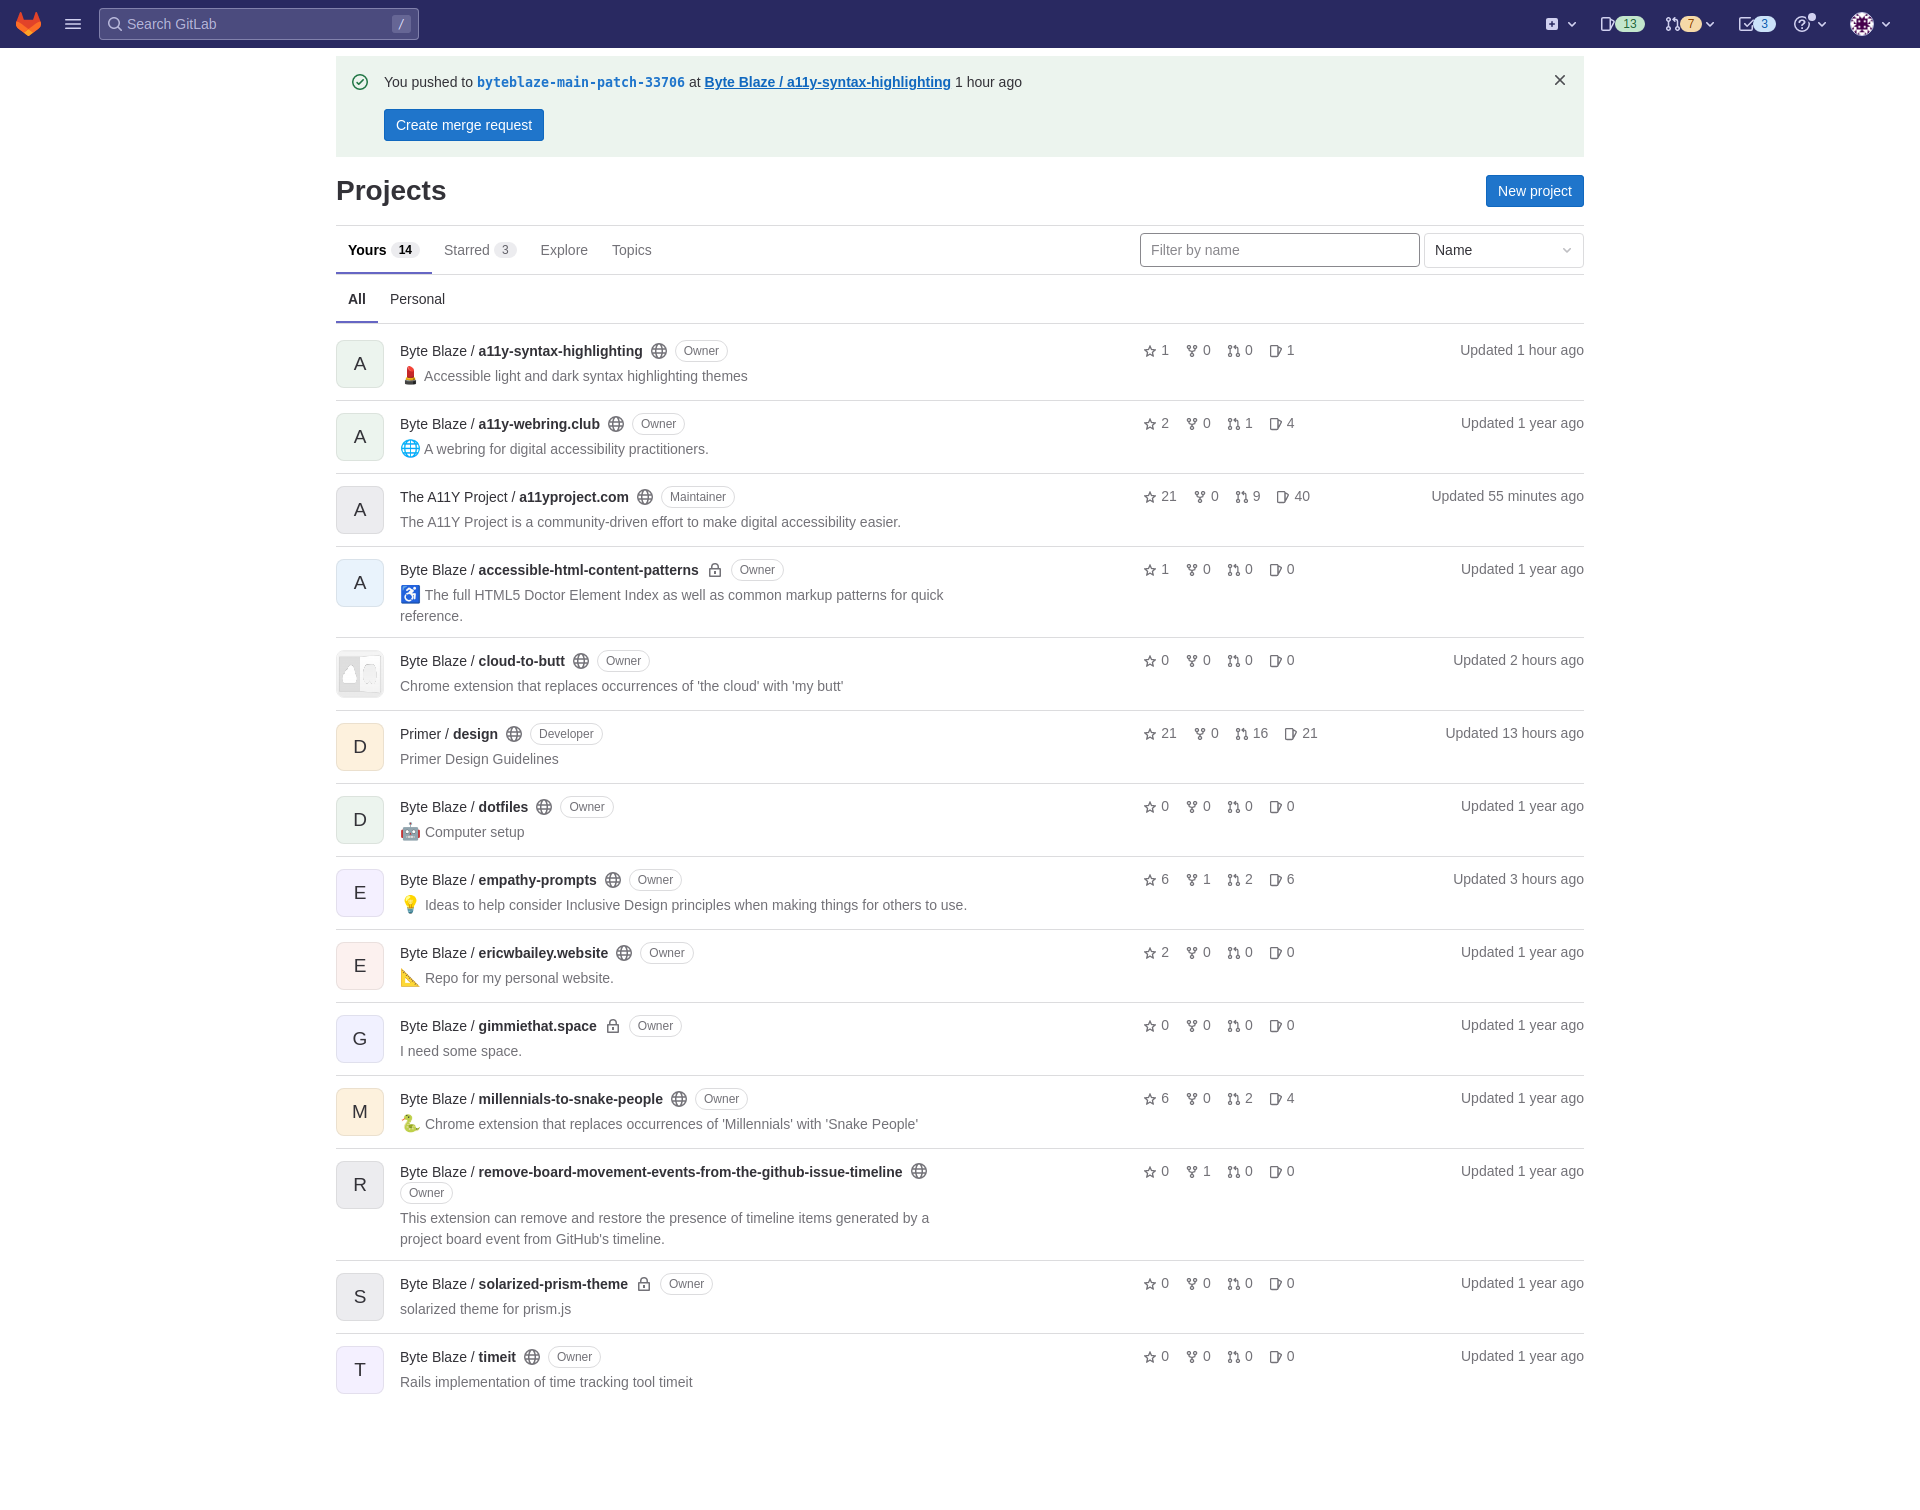 Search GitLab /
13
7
3
You pushed to byteblaze-main-patch-33706 at Byte Blaze / a11y-syntax-highlighting 1 hour ago
Create merge request
Projects
New project
Yours 14 Starred 3 Explore Topics
Filter by name
Name
All Personal
A Byte Blaze / a11y-syntax-highlighting Owner 1 0 0 1 Updated 1 hour ago
Accessible light and dark syntax highlighting themes
A Byte Blaze / a11y-webring.club Owner 2 0 1 4 Updated 1 year ago
A webring for digital accessibility practitioners.
A The A11Y Project / a11yproject.com Maintainer 21 0 9 40 Updated 55 minutes ago
The A11Y Project is a community-driven effort to make digital accessibility easier.
A Byte Blaze / accessible-html-content-patterns Owner 1 0 0 0 Updated 1 year ago
The full HTML5 Doctor Element Index as well as common markup patterns for quick
reference.
Byte Blaze / cloud-to-butt Owner 0 0 0 0 Updated 2 hours ago
Chrome extension that replaces occurrences of 'the cloud' with 'my butt'
D Primer / design Developer 21 0 16 21 Updated 13 hours ago
Primer Design Guidelines
D Byte Blaze / dotfiles Owner 0 0 0 0 Updated 1 year ago
Computer setup
E Byte Blaze / empathy-prompts Owner 6 1 2 6 Updated 3 hours ago
Ideas to help consider Inclusive Design principles when making things for others to use.
E Byte Blaze / ericwbailey.website Owner 2 0 0 0 Updated 1 year ago
Repo for my personal website.
G Byte Blaze / gimmiethat.space Owner 0 0 0 0 Updated 1 year ago
I need some space.
M Byte Blaze / millennials-to-snake-people Owner 6 0 2 4 Updated 1 year ago
Chrome extension that replaces occurrences of 'Millennials' with 'Snake People'
R Byte Blaze / remove-board-movement-events-from-the-github-issue-timeline 0 1 0 0 Updated 1 year ago
Owner
This extension can remove and restore the presence of timeline items generated by a
project board event from GitHub's timeline.
S Byte Blaze / solarized-prism-theme Owner 0 0 0 0 Updated 1 year ago
solarized theme for prism.js
T Byte Blaze / timeit Owner 0 0 0 0 Updated 1 year ago
Rails implementation of time tracking tool timeit